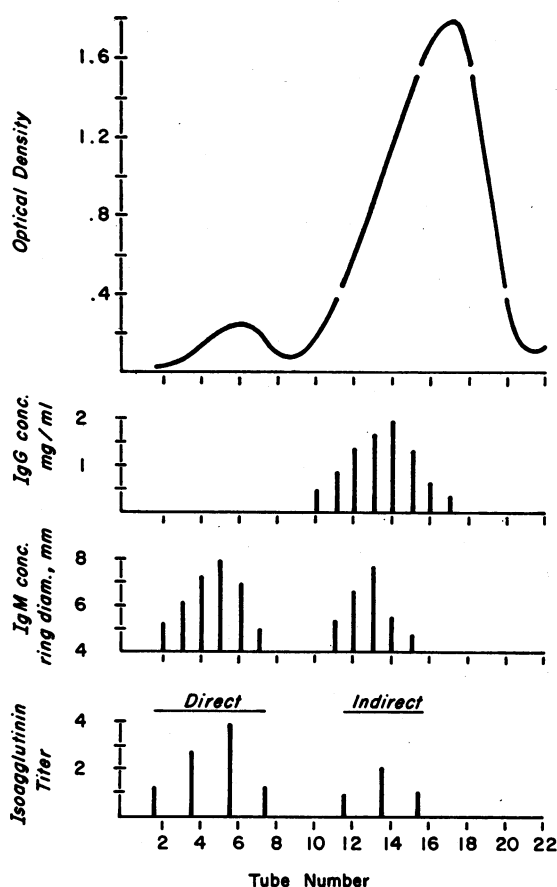 Optical Density
1.6
1.2
.8
.4
IgG conc.
mg/ml
2
1
IgM conc.
ring diam., mm
8
6
4
Isoagglutinin
Titer
4
2
Direct
Indirect
2 4 6 8 10 12 14 16 18 20 22
Tube Number